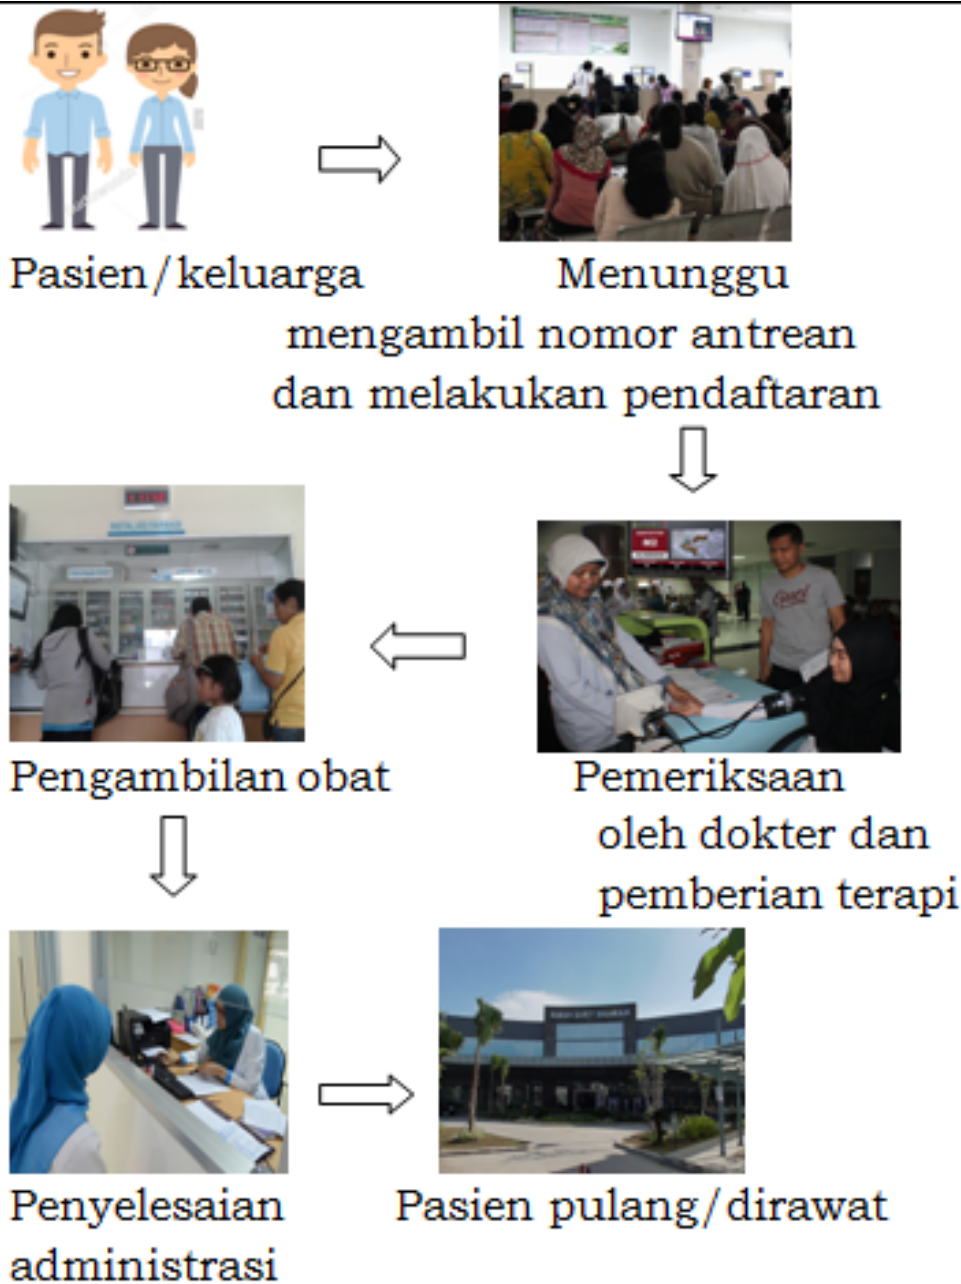 Pasien/keluarga
Menunggu
mengambil nomor antrean
dan melakukan pendaftaran
Pengambilan obat
Pemeriksaan
oleh dokter dan
pemberian terapi
Penyelesaian
administrasi
Pasien pulang/dirawat